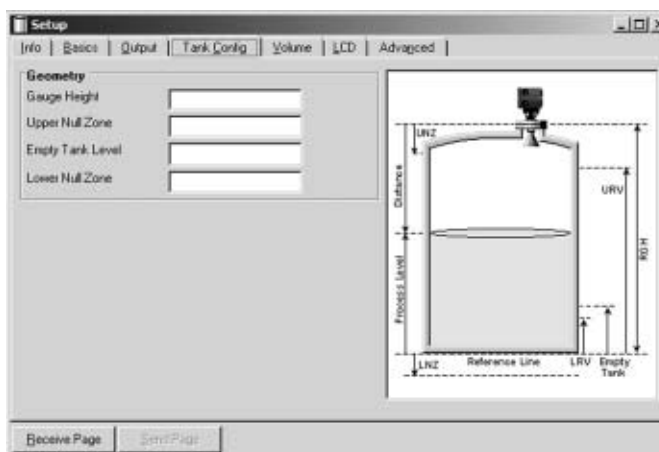 Setup
Info | Basics | Output | Tank Config | Volume | LCD | Advanced |
Geometry
Gauge Height
Upper Null Zone
Empty Tank Level
Lower Null Zone
UNZ
Distance
URV
RGH
Process Level
LNZ
Reference Line
LRV
Empty Tank
Receive Page
Send Page